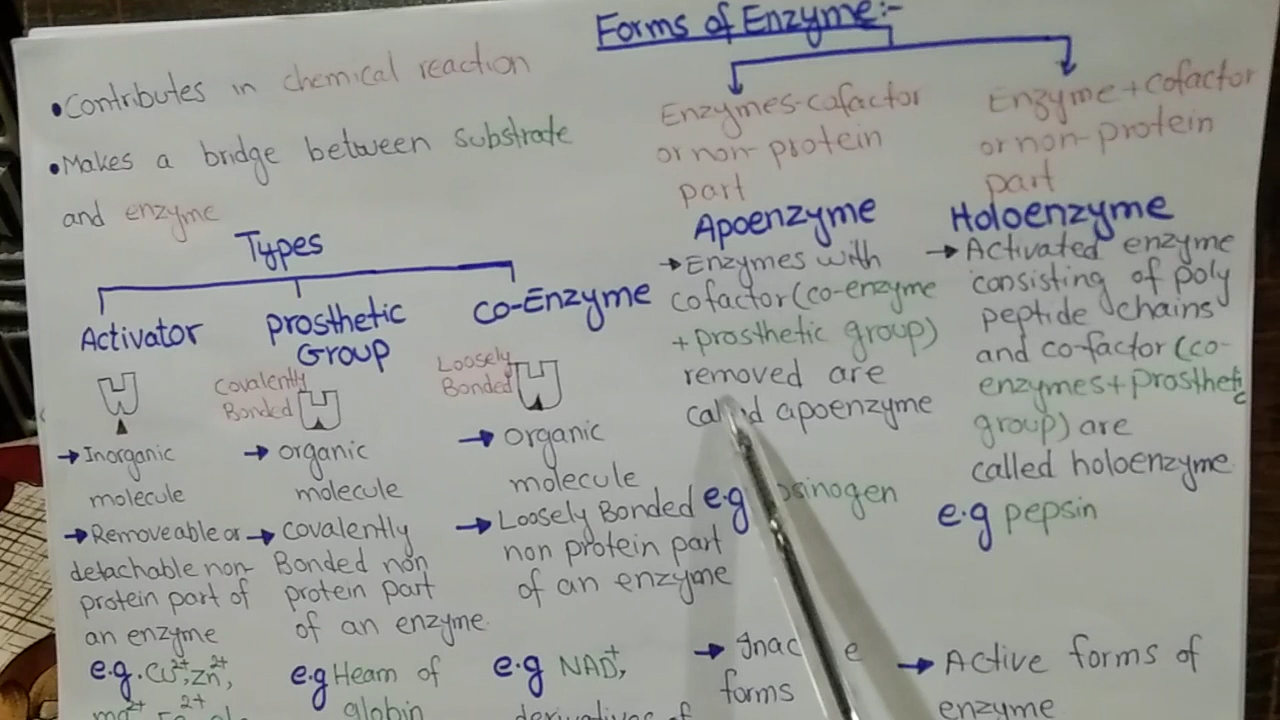 Forms of Enzyme:-
•Contributes in chemical reaction
•Makes a bridge between substrate
and enzyme
Types
Activator
prosthetic
Group
co-Enzyme
Covalently
Bonded
Loosely
Bonded
→ Inorganic
molecule
→ Removeable or
detachable non-
protein part of
an enzyme
e.g. Cu²⁺, Zn²⁺,
→ organic
molecule
→ covalently
Bonded non
protein part
of an enzyme
e.g Heam of
globin
→ organic
molecule
→ Loosely Bonded
non protein part
of an enzyme
e.g NAD⁺,
derivatives of
Enzymes-cofactor
or non-protein
part
Apoenzyme
→ Enzymes with
cofactor (co-enzyme
+ prosthetic group)
removed are
called apoenzyme
e.g
→
forms
Enzyme + cofactor
or non-protein
part
Holoenzyme
→ Activated enzyme
consisting of poly
peptide chains
and co-factor (co-
enzymes + prosthetic
group) are
called holoenzyme
e.g pepsin
→ Active forms of
enzyme